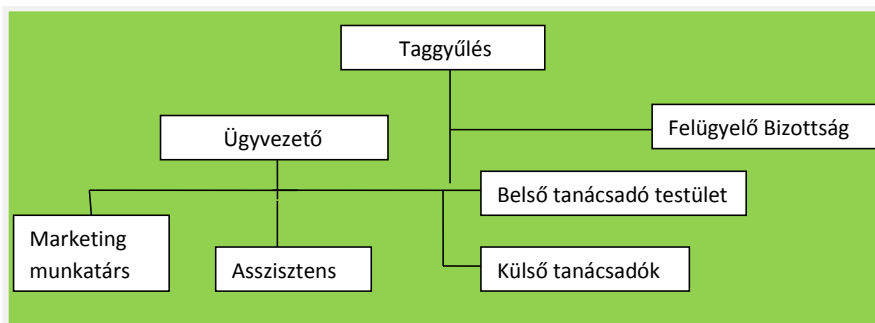 Taggyűlés
Felügyelő Bizottság
Ügyvezető
Belső tanácsadó testület
Marketing
munkatárs
Asszisztens
Külső tanácsadók